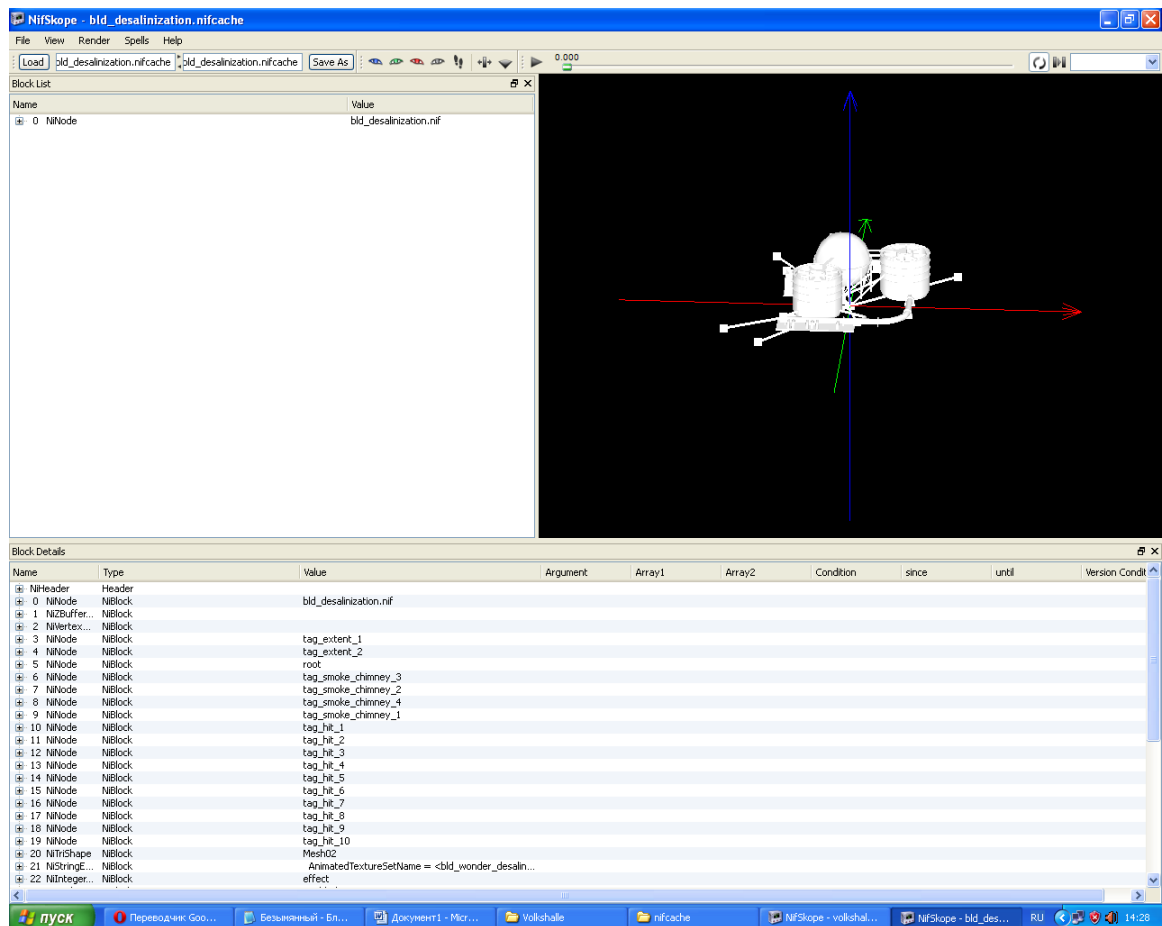 NifSkope - bld_desalinization.nifcache
File View Render Spells Help
Load bld_desalinization.nifcache bld_desalinization.nifcache Save As 0.000
Block List
Name Value
0 NiNode bld_desalinization.nif
Block Details
Name Type Value Argument Array1 Array2 Condition since until Version Condit
NiHeader Header
0 NiNode NiBlock bld_desalinization.nif
1 NiZBuffer... NiBlock
2 NiVertex... NiBlock
3 NiNode NiBlock tag_extent_1
4 NiNode NiBlock tag_extent_2
5 NiNode NiBlock root
6 NiNode NiBlock tag_smoke_chimney_3
7 NiNode NiBlock tag_smoke_chimney_2
8 NiNode NiBlock tag_smoke_chimney_4
9 NiNode NiBlock tag_smoke_chimney_1
10 NiNode NiBlock tag_hit_1
11 NiNode NiBlock tag_hit_2
12 NiNode NiBlock tag_hit_3
13 NiNode NiBlock tag_hit_4
14 NiNode NiBlock tag_hit_5
15 NiNode NiBlock tag_hit_6
16 NiNode NiBlock tag_hit_7
17 NiNode NiBlock tag_hit_8
18 NiNode NiBlock tag_hit_9
19 NiNode NiBlock tag_hit_10
20 NiTriShape NiBlock Mesh02
21 NiStringE... NiBlock AnimatedTextureSetName = <bld_wonder_desalin...
22 NiInteger... NiBlock effect
пуск Переводчик Goo... Безымянный - Бл... Документ1 - Micr... Volkshalle nifcache NifSkope - volkshal... NifSkope - bld_des... RU 14:28